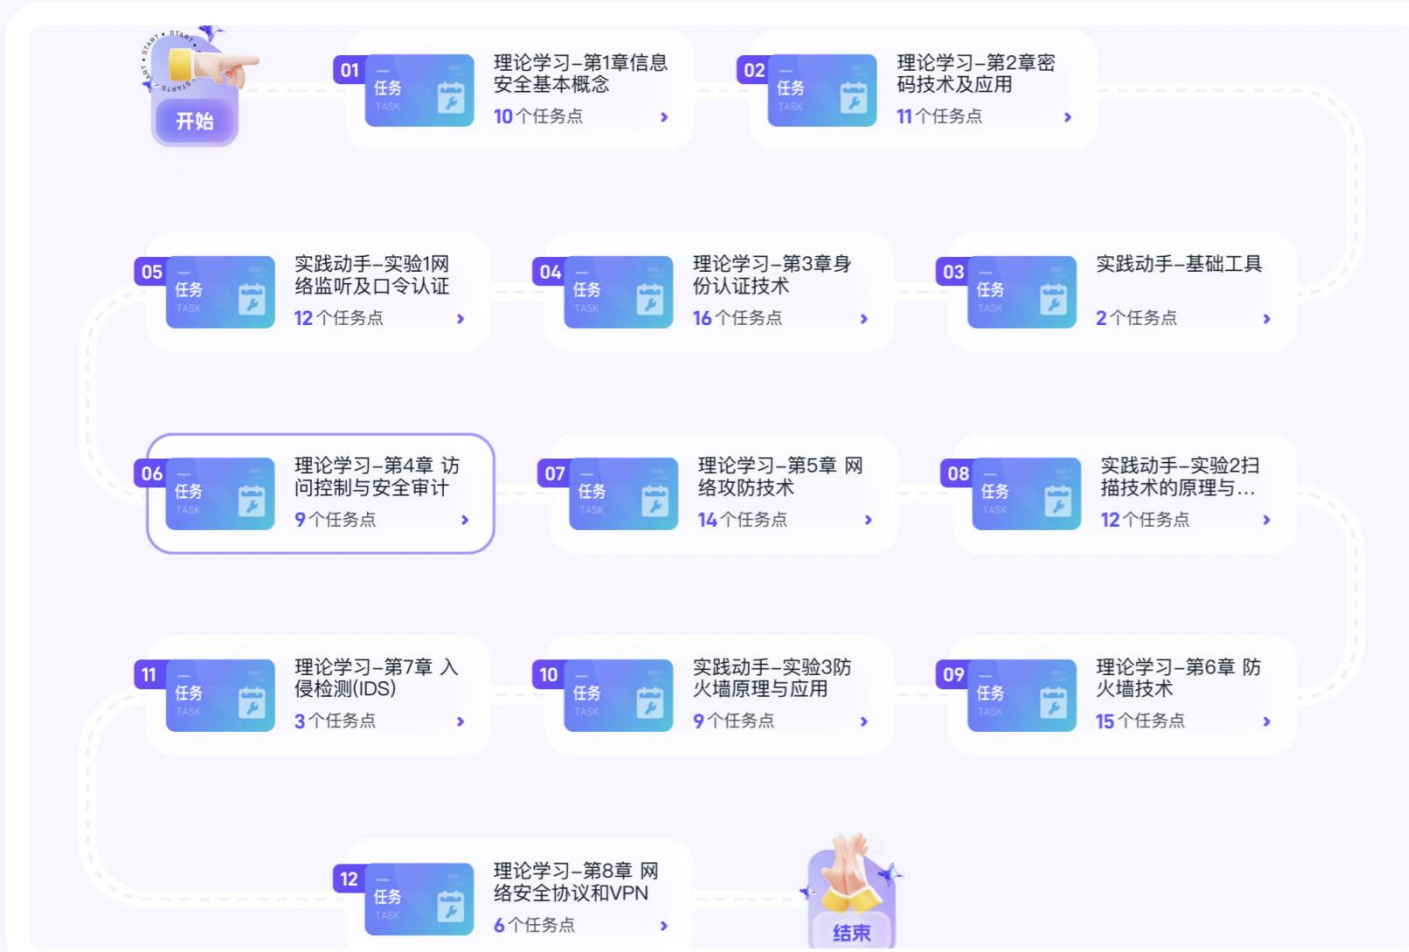 START • START • START • STARTS
开始
01
任务
TASK
理论学习–第1章信息
安全基本概念
10个任务点
02
任务
TASK
理论学习–第2章密
码技术及应用
11个任务点
05
任务
TASK
实践动手–实验1网
络监听及口令认证
12个任务点
04
任务
TASK
理论学习–第3章身
份认证技术
16个任务点
03
任务
TASK
实践动手–基础工具
2个任务点
06
任务
TASK
理论学习–第4章 访
问控制与安全审计
9个任务点
07
任务
TASK
理论学习–第5章 网
络攻防技术
14个任务点
08
任务
TASK
实践动手–实验2扫
描技术的原理与...
12个任务点
11
任务
TASK
理论学习–第7章 入
侵检测(IDS)
3个任务点
10
任务
TASK
实践动手–实验3防
火墙原理与应用
9个任务点
09
任务
TASK
理论学习–第6章 防
火墙技术
15个任务点
12
任务
TASK
理论学习–第8章 网
络安全协议和VPN
6个任务点
结束